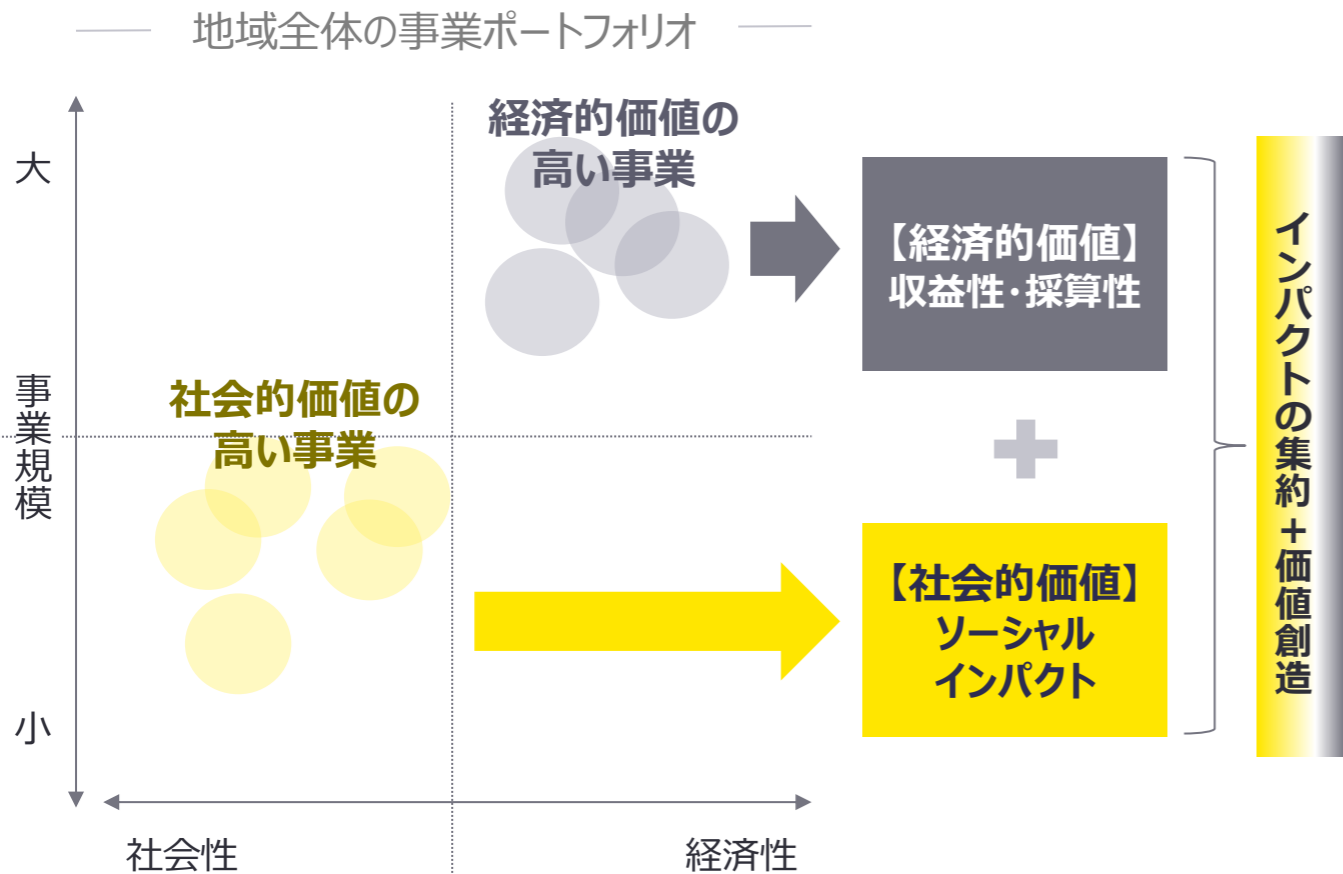 地域全体の事業ポートフォリオ
経済的価値の
高い事業
大
【経済的価値】
収益性・採算性
事業規模
社会的価値の
高い事業
+
【社会的価値】
ソーシャル
インパクト
インパクトの集約+価値創造
小
社会性
経済性